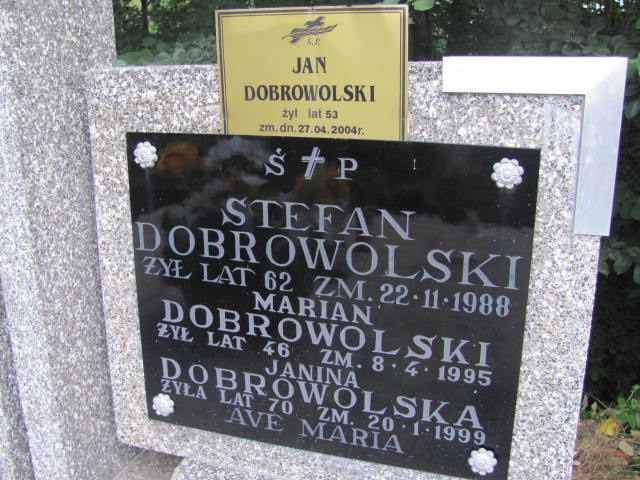 Ś.P.
JAN
DOBROWOLSKI
żył lat 53
zm. dn. 27.04.2004r.
Ś P
STEFAN
DOBROWOLSKI
ŻYŁ LAT 62 ZM. 22·11·1988
MARIAN
DOBROWOLSKI
ŻYŁ LAT 46 ZM. 8·4·1995
JANINA
DOBROWOLSKA
ŻYŁA LAT 70 ZM. 20·1·1999
AVE MARIA